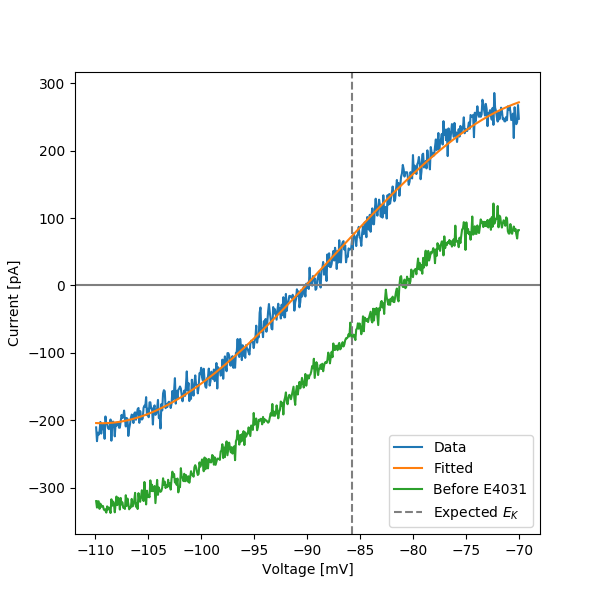 300
200
100
0
−100
−200
−300
Current [pA]
Data
Fitted
Before E4031
Expected E_K
−110 −105 −100 −95 −90 −85 −80 −75 −70
Voltage [mV]